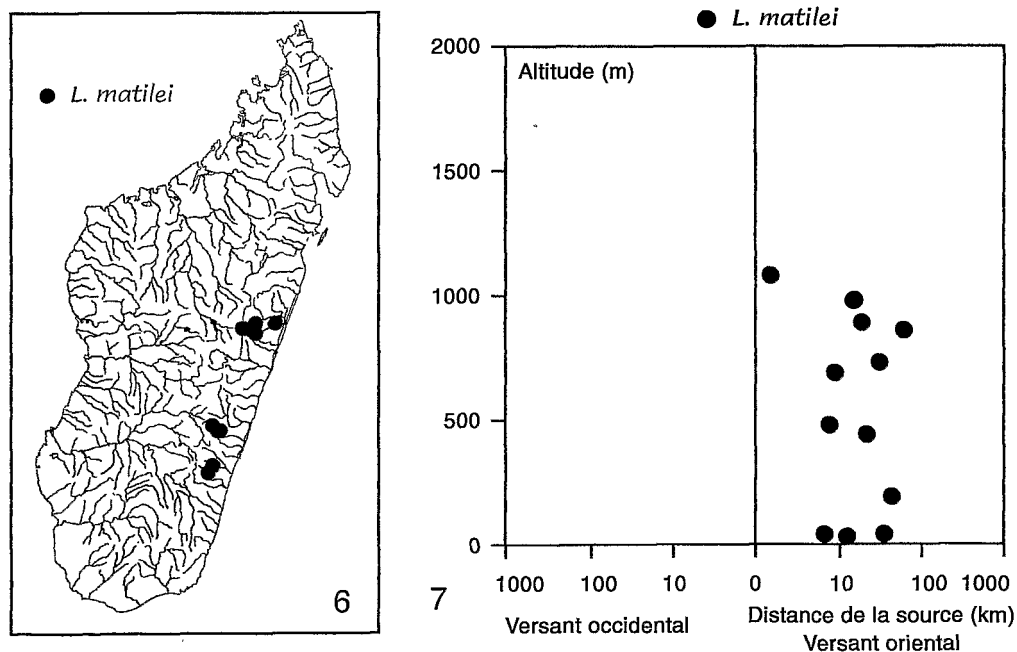 L. matilei
6
L. matilei
2000
Altitude (m)
1500
1000
500
0
1000 100 10 0 10 100 1000
7
Versant occidental
Distance de la source (km)
Versant oriental